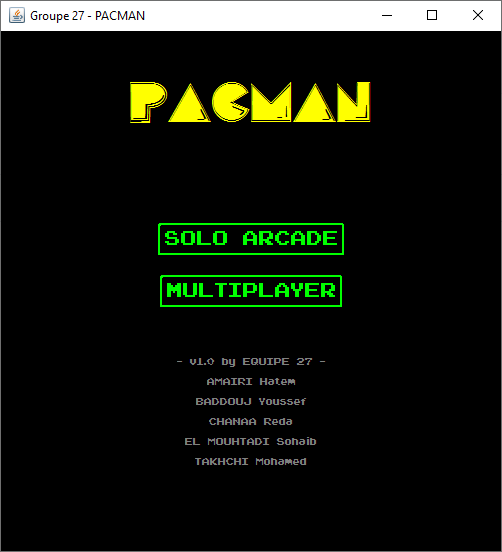 Groupe 27 - PACMAN
PACMAN
SOLO ARCADE
MULTIPLAYER
- v1.0 by EQUIPE 27 -
AMAIRI Hatem
BADDOUJ Youssef
CHANAA Reda
EL MOUHTADI Sohaib
TAKHCHI Mohamed